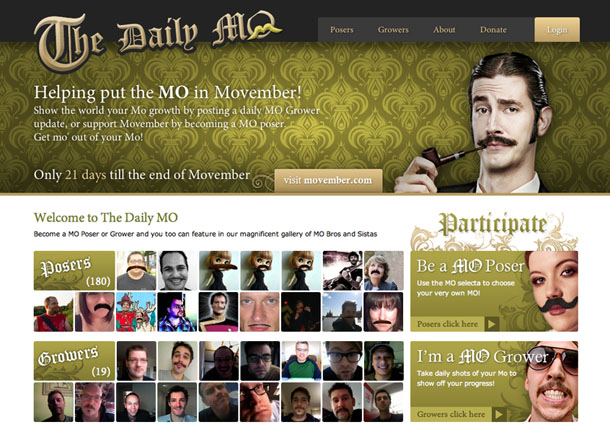 The Daily MO
Posers
Growers
About
Donate
Login
Helping put the MO in Movember!
Show the world your Mo growth by posting a daily MO Grower
update, or support Movember by becoming a MO poser.
Get mo' out of your Mo!
Only 21 days till the end of Movember
visit movember.com
Welcome to The Daily MO
Become a MO Poser or Grower and you too can feature in our magnificent gallery of MO Bros and Sistas
Posers
(180)
Growers
(19)
Participate
Be a MO Poser
Use the MO selecta to choose
your very own MO!
Posers click here
I'm a MO Grower
Take daily shots of your Mo to
show off your progress!
Growers click here